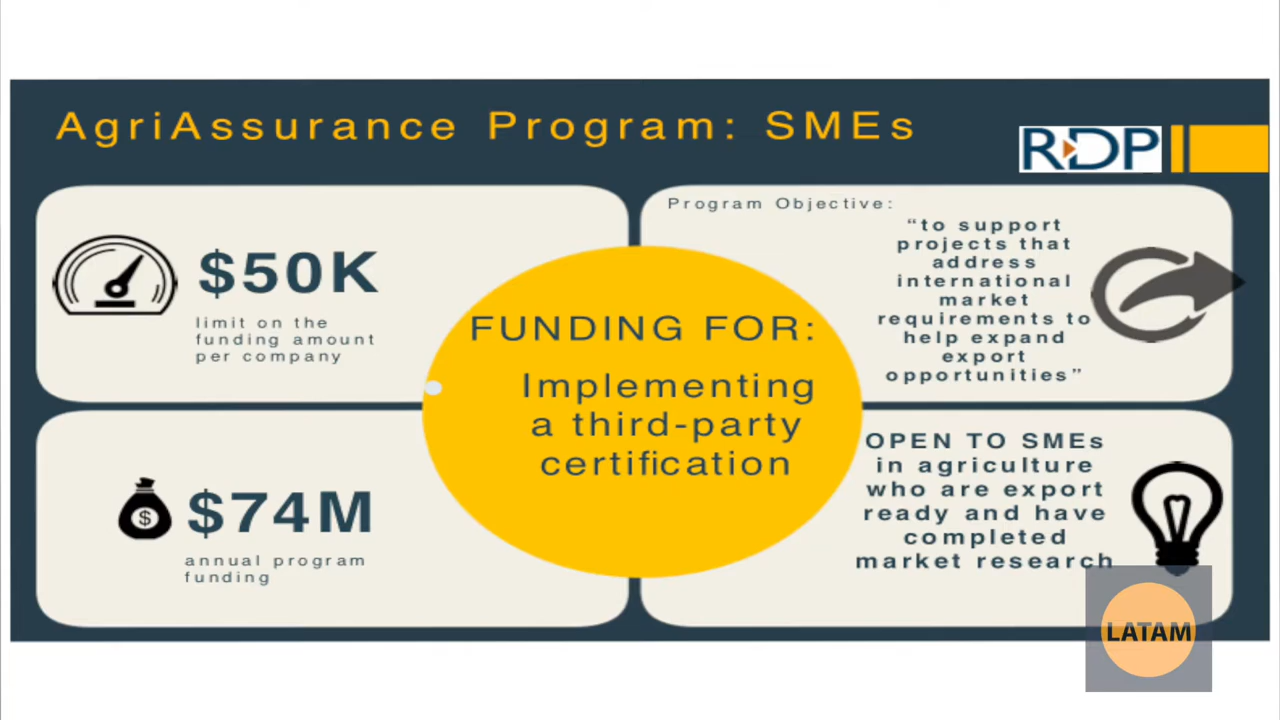 AgriAssurance Program: SMEs
RDP
$50K
limit on the
funding amount
per company
Program Objective:
“to support
projects that
address
international
market
requirements to
help expand
export
opportunities”
FUNDING FOR:
Implementing
a third-party
certification
$
$74M
annual program
funding
OPEN TO SMEs
in agriculture
who are export
ready and have
completed
market research
LATAM